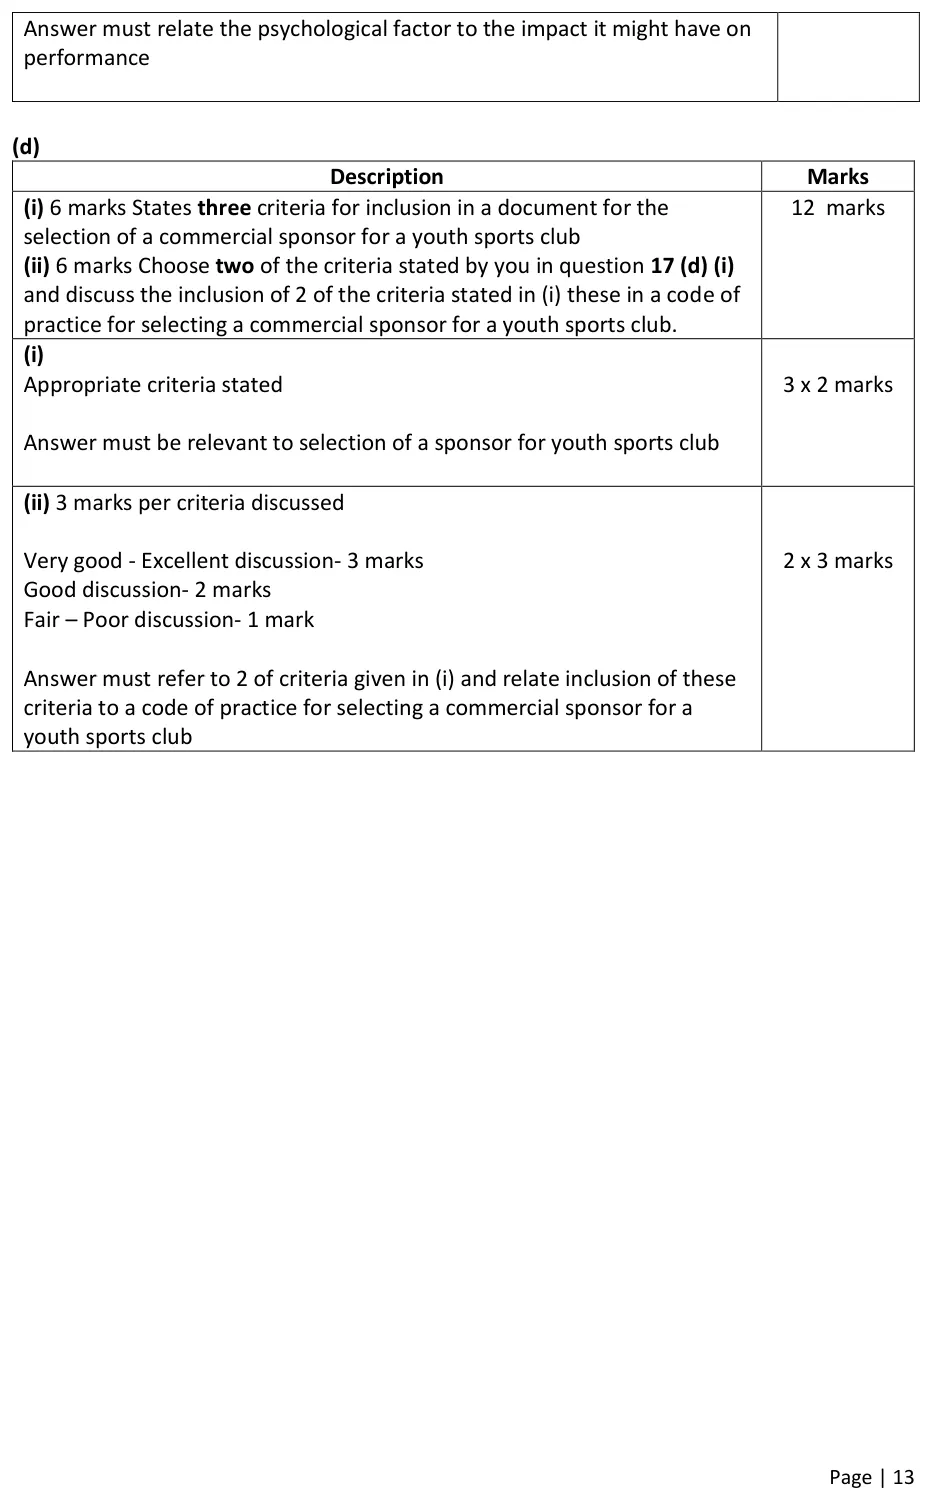 Answer must relate the psychological factor to the impact it might have on
performance
(d)
Description Marks
(i) 6 marks States three criteria for inclusion in a document for the 12 marks
selection of a commercial sponsor for a youth sports club
(ii) 6 marks Choose two of the criteria stated by you in question 17 (d) (i)
and discuss the inclusion of 2 of the criteria stated in (i) these in a code of
practice for selecting a commercial sponsor for a youth sports club.
(i)
Appropriate criteria stated 3 x 2 marks
Answer must be relevant to selection of a sponsor for youth sports club
(ii) 3 marks per criteria discussed
Very good - Excellent discussion- 3 marks 2 x 3 marks
Good discussion- 2 marks
Fair – Poor discussion- 1 mark
Answer must refer to 2 of criteria given in (i) and relate inclusion of these
criteria to a code of practice for selecting a commercial sponsor for a
youth sports club
Page | 13